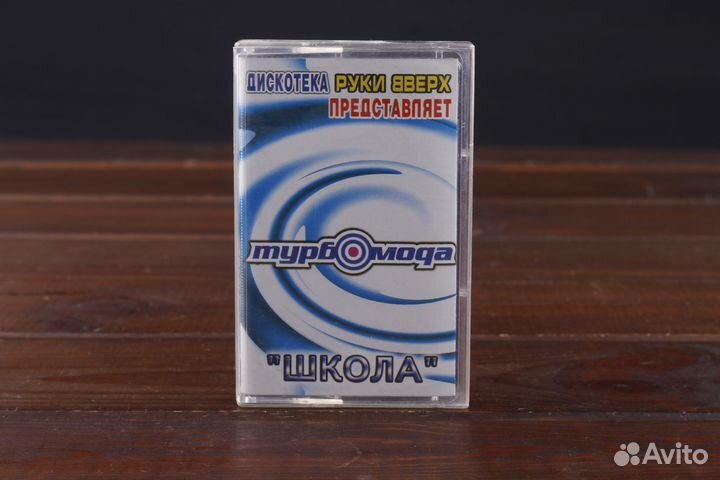 ДИСКОТЕКА РУКИ ВВЕРХ
ПРЕДСТАВЛЯЕТ
турбомода
"ШКОЛА"
Avito